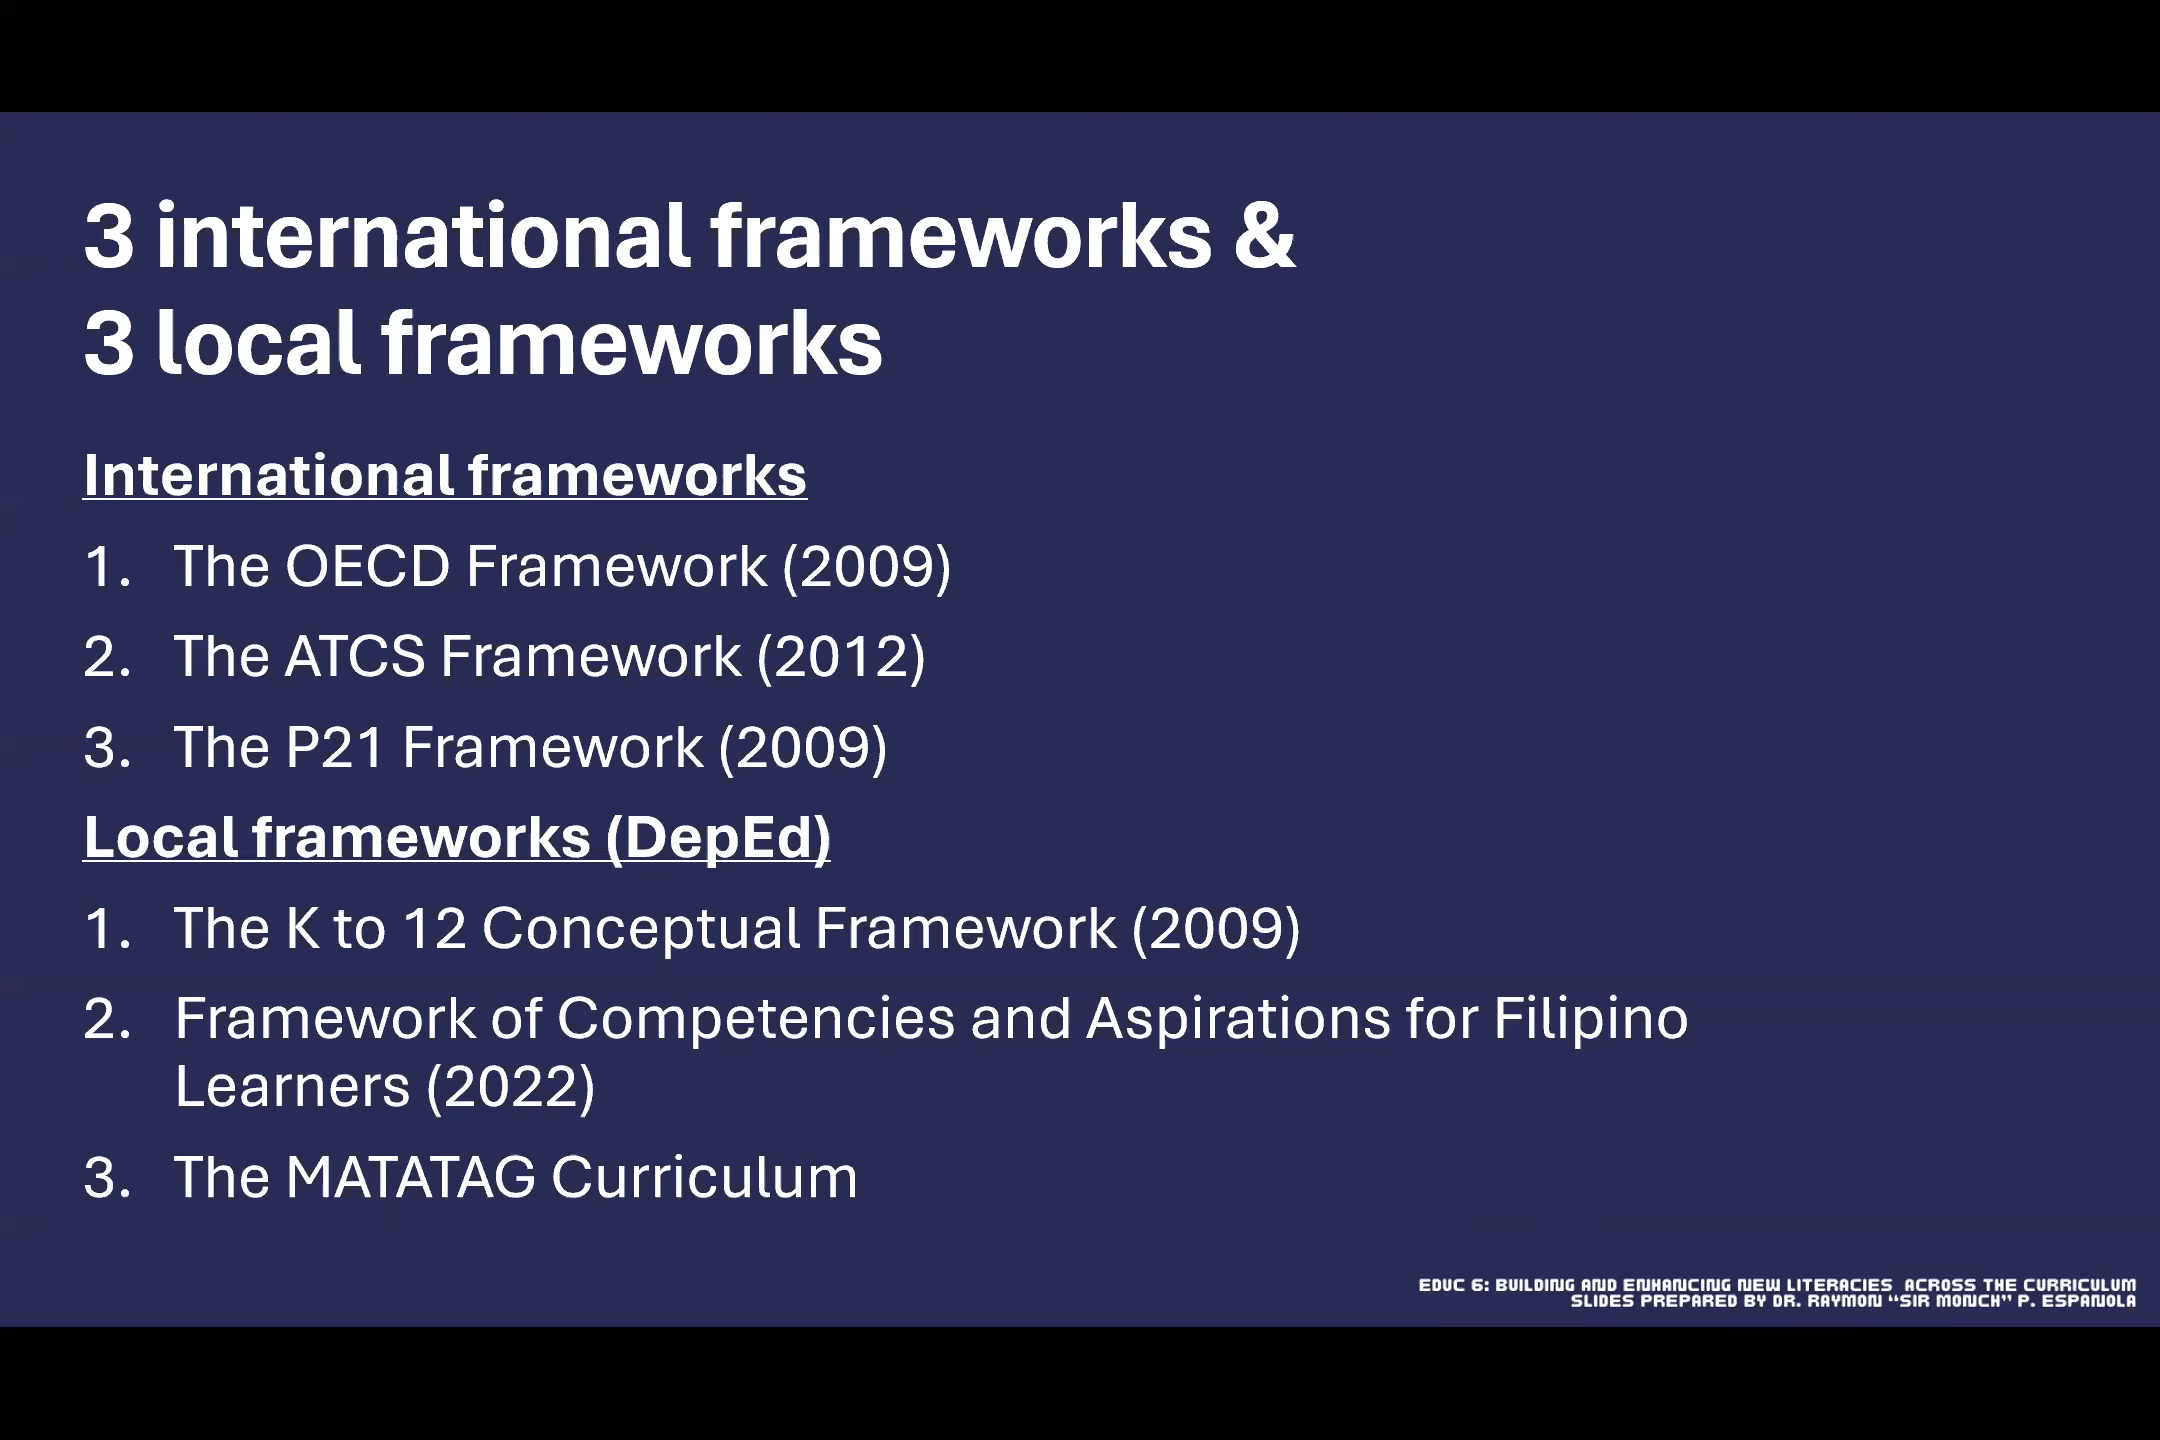 3 international frameworks &
3 local frameworks
International frameworks
1. The OECD Framework (2009)
2. The ATCS Framework (2012)
3. The P21 Framework (2009)
Local frameworks (DepEd)
1. The K to 12 Conceptual Framework (2009)
2. Framework of Competencies and Aspirations for Filipino
Learners (2022)
3. The MATATAG Curriculum
EDUC 6: BUILDING AND ENHANCING NEW LITERACIES ACROSS THE CURRICULUM
SLIDES PREPARED BY DR. RAYMON “SIR MONCH” P. ESPANOLA